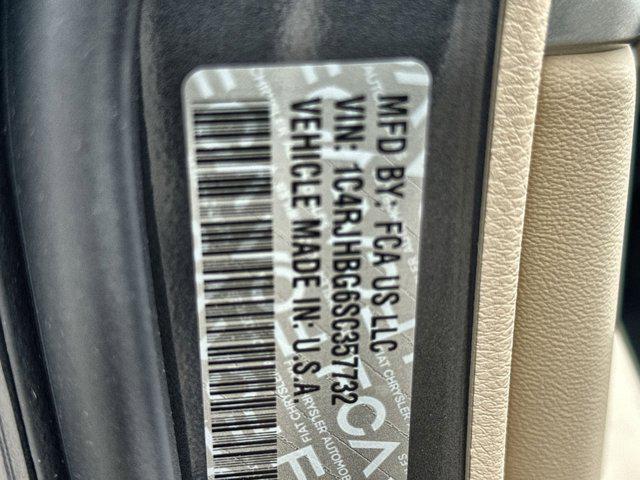 MFD BY: FCA US LLC
VIN: 1C4RJHBG6SC357732
VEHICLE MADE IN: U.S.A.